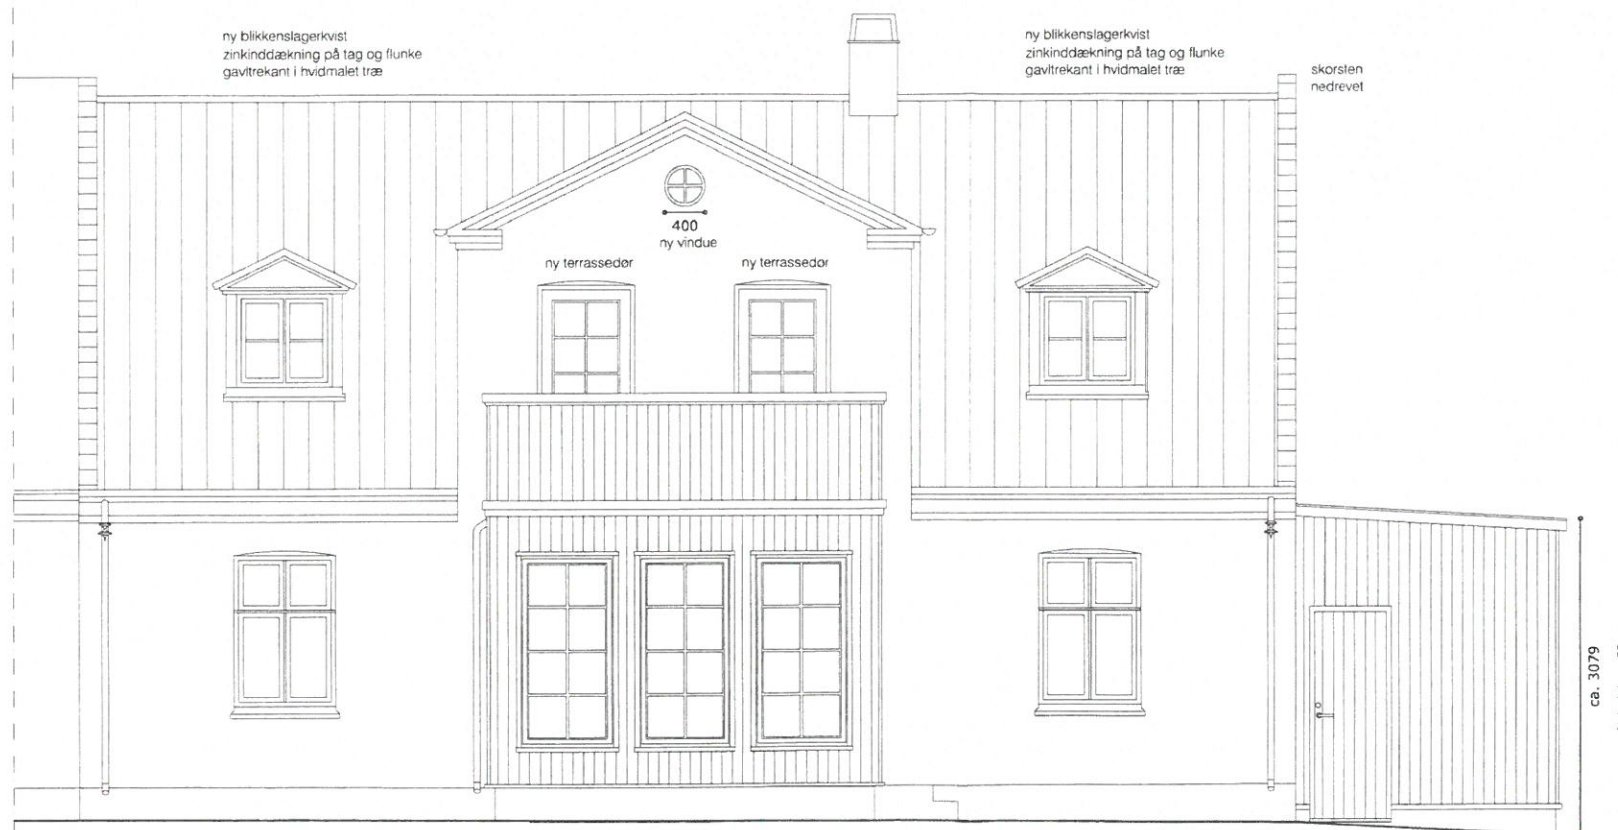 ny blikkenslagerkvist
zinkinddækning på tag og flunke
gavltrekant i hvidmalet træ
ny blikkenslagerkvist
zinkinddækning på tag og flunke
gavltrekant i hvidmalet træ
skorsten
nedrevet
400
ny vindue
ny terrassedør
ny terrassedør
ca. 3079